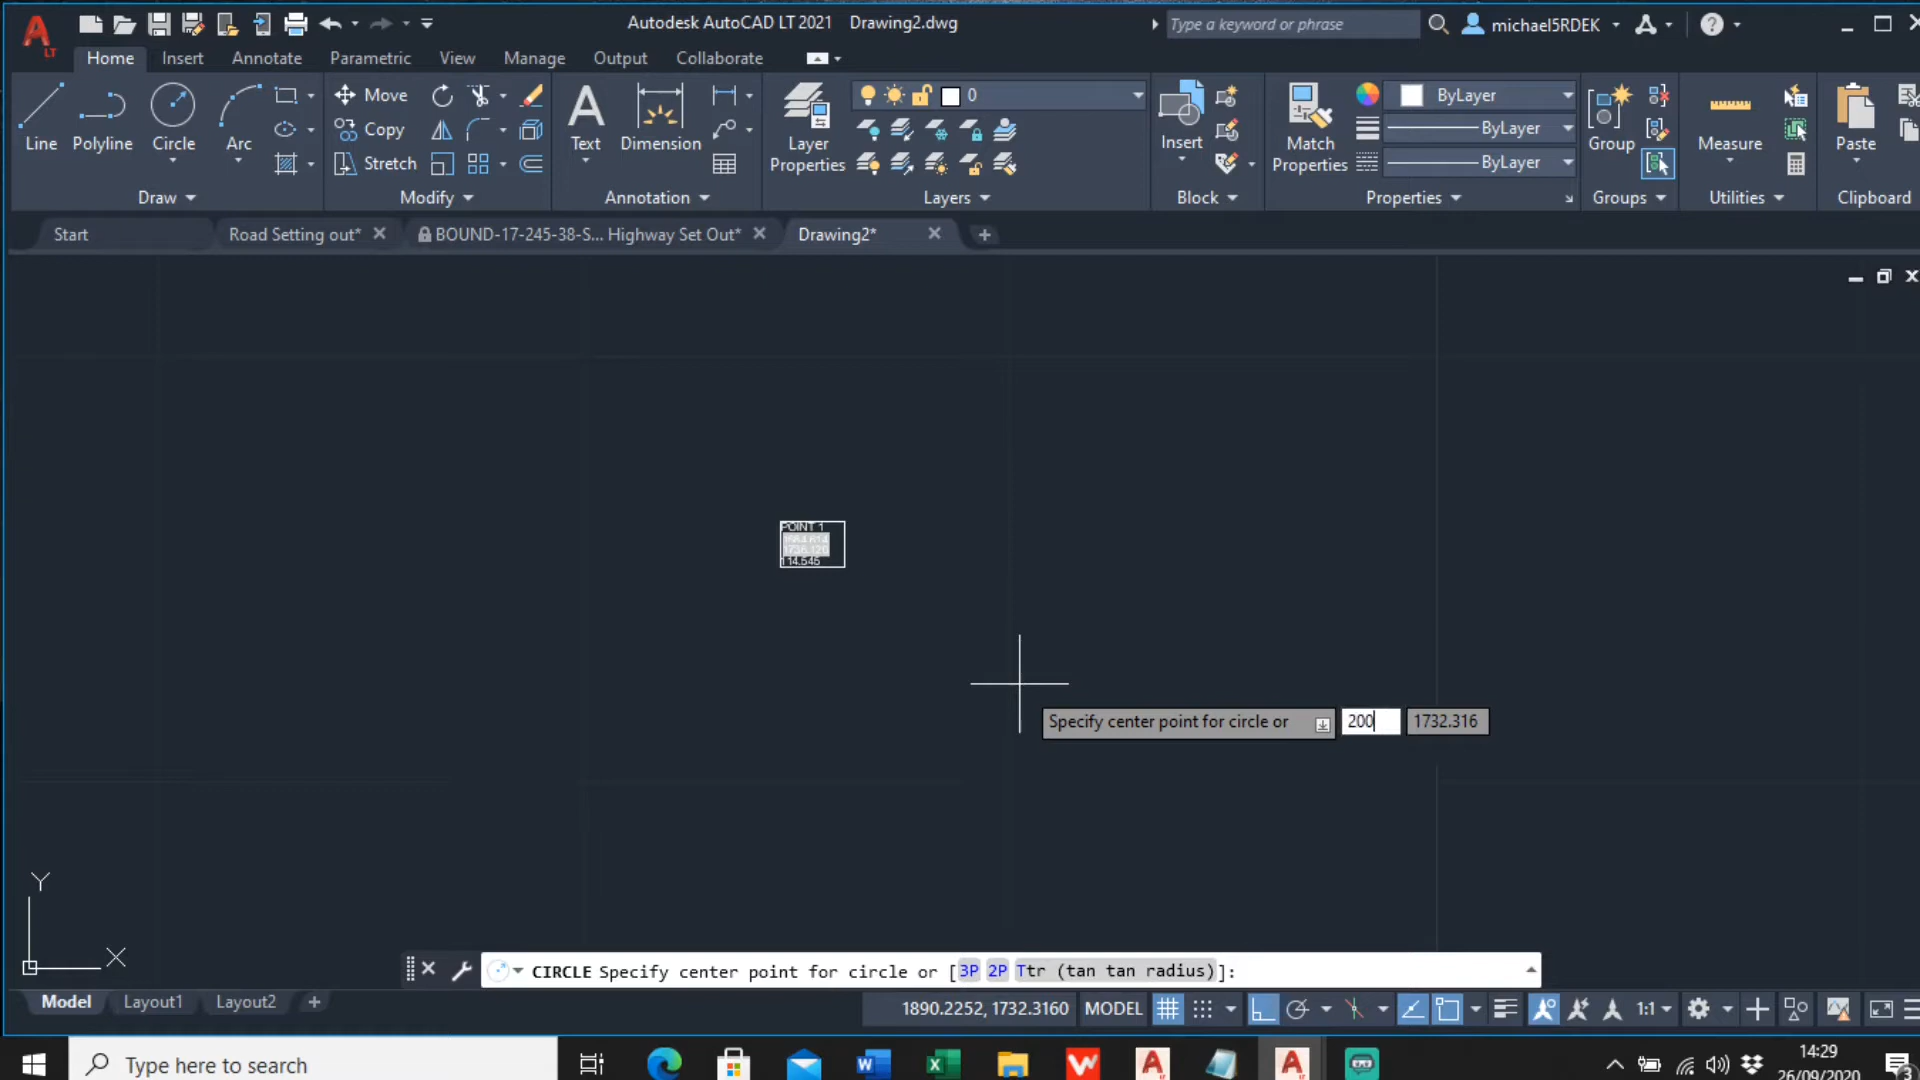 A LT
Autodesk AutoCAD LT 2021 Drawing2.dwg
Type a keyword or phrase
michael5RDEK
Home Insert Annotate Parametric View Manage Output Collaborate
Line Polyline Circle Arc
Move
Copy
Stretch
Text Dimension
Layer Properties
0
Insert
Match Properties
ByLayer
ByLayer
ByLayer
Group
Measure
Paste
Draw Modify Annotation Layers Block Properties Groups Utilities Clipboard
Start Road Setting out* BOUND-17-245-38-S... Highway Set Out* Drawing2*
POINT 1
1738.120
114.545
Specify center point for circle or 200 1732.316
Y
X
CIRCLE Specify center point for circle or [3P 2P Ttr (tan tan radius)]:
Model Layout1 Layout2
1890.2252, 1732.3160 MODEL 1:1
Type here to search
14:29
26/09/2020
3